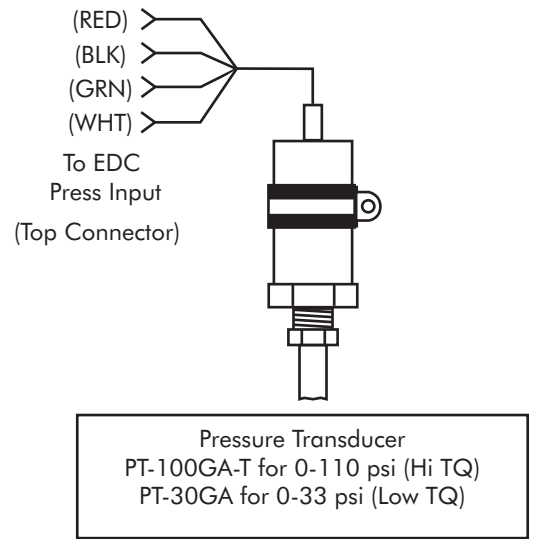 (RED)
(BLK)
(GRN)
(WHT)
To EDC
Press Input
(Top Connector)
Pressure Transducer
PT-100GA-T for 0-110 psi (Hi TQ)
PT-30GA for 0-33 psi (Low TQ)